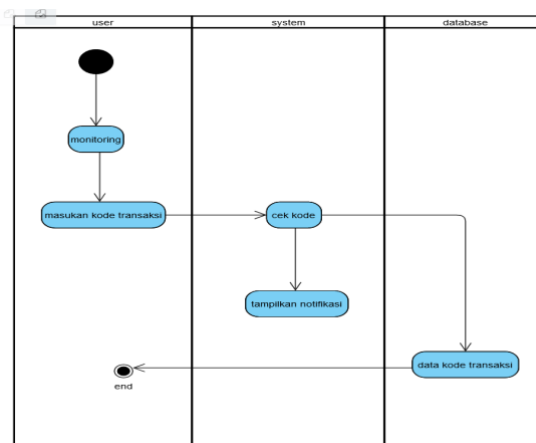 user
system
database
monitoring
masukan kode transaksi
cek kode
tampilkan notifikasi
data kode transaksi
end